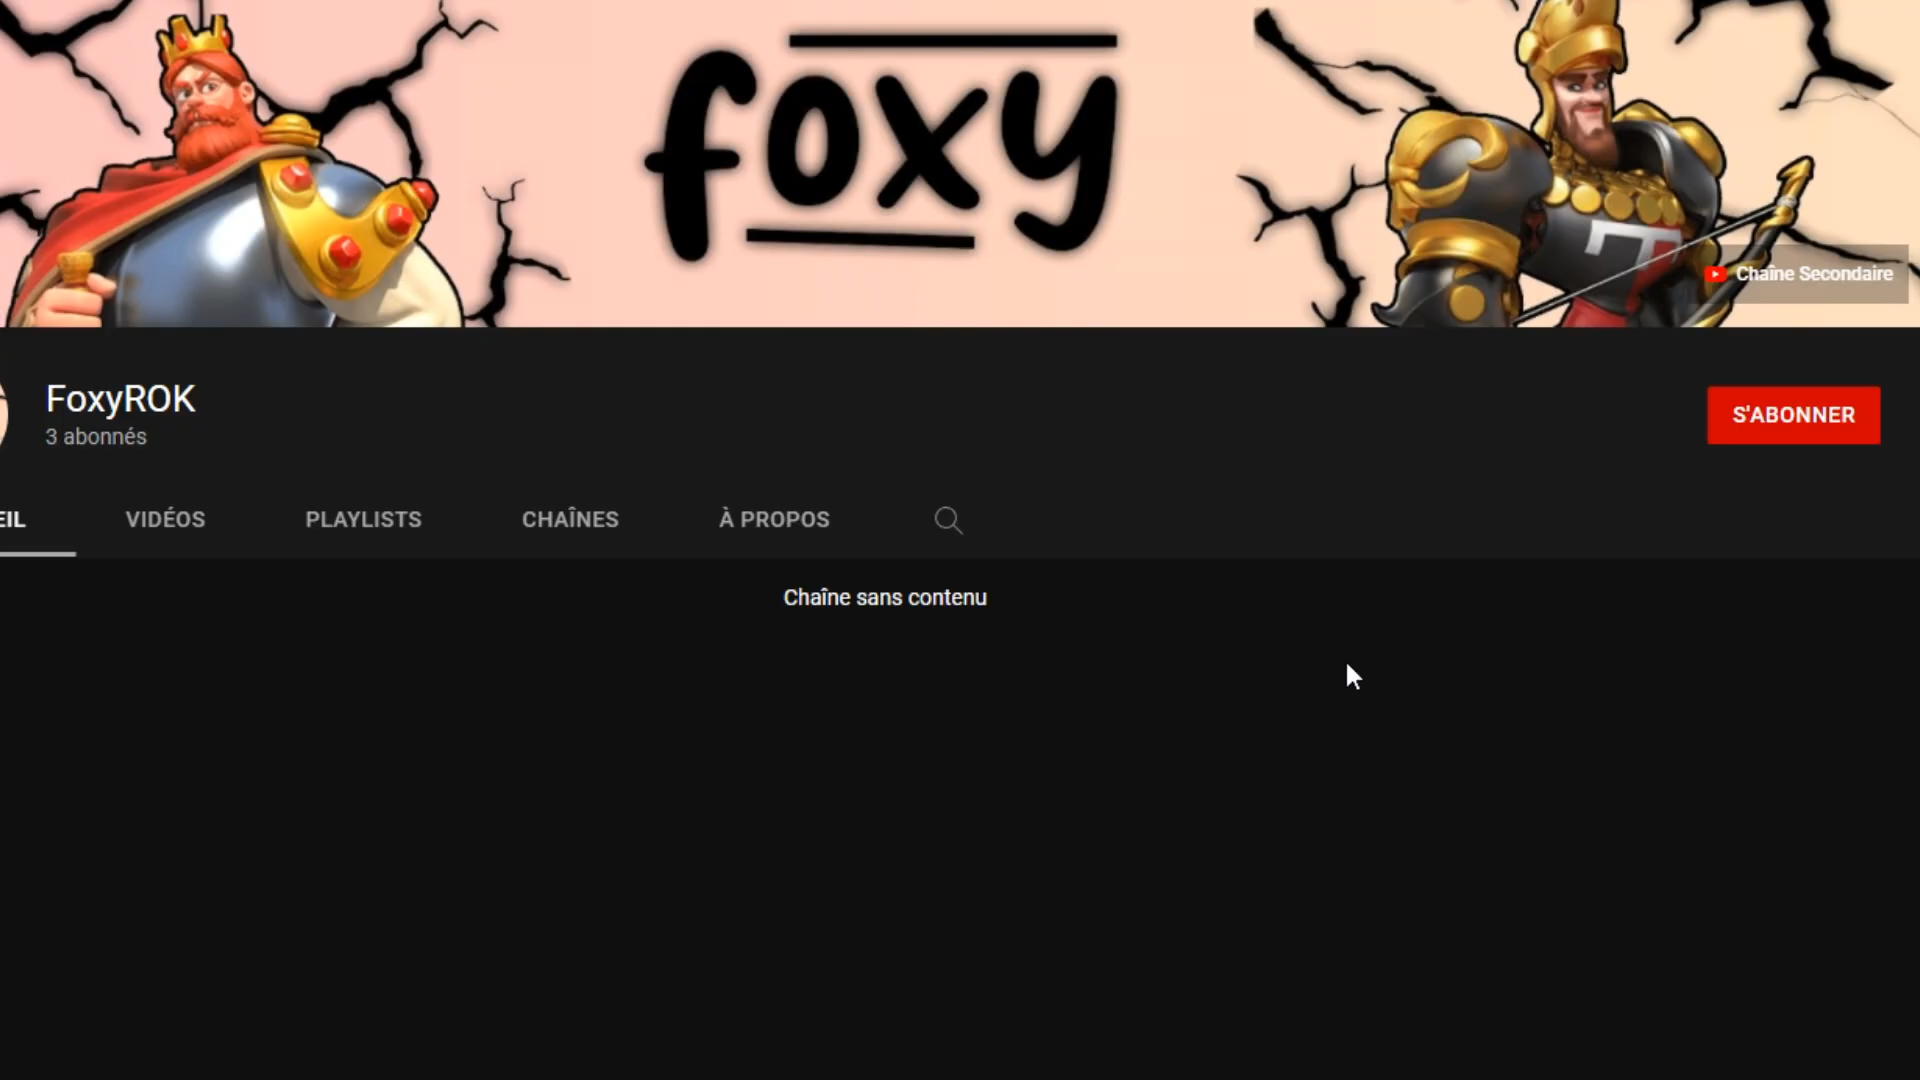 foxy
Chaîne Secondaire
FoxyROK
3 abonnés
S'ABONNER
EIL
VIDÉOS
PLAYLISTS
CHAÎNES
À PROPOS
Chaîne sans contenu